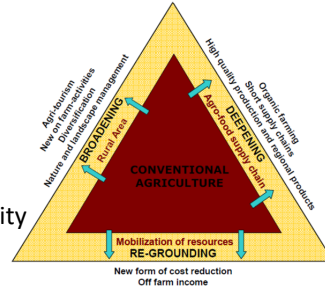 Agri-tourism
New on farm-activities
Diversification
Nature and landscape management
BROADENING
Rural Area
Organic farming
Short supply chains
High quality production and regional products
DEEPENING
Agro-food supply chain
CONVENTIONAL
AGRICULTURE
ity
Mobilization of resources
RE-GROUNDING
New form of cost reduction
Off farm income